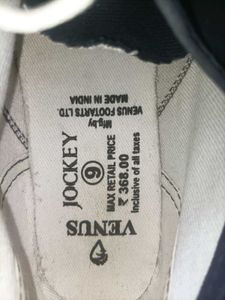 Mfg.by
VENUS FOOTARTS LTD.
MADE IN INDIA
JOCKEY
9
MAX RETAIL PRICE
₹ 368.00
Inclusive of all taxes
VENUS